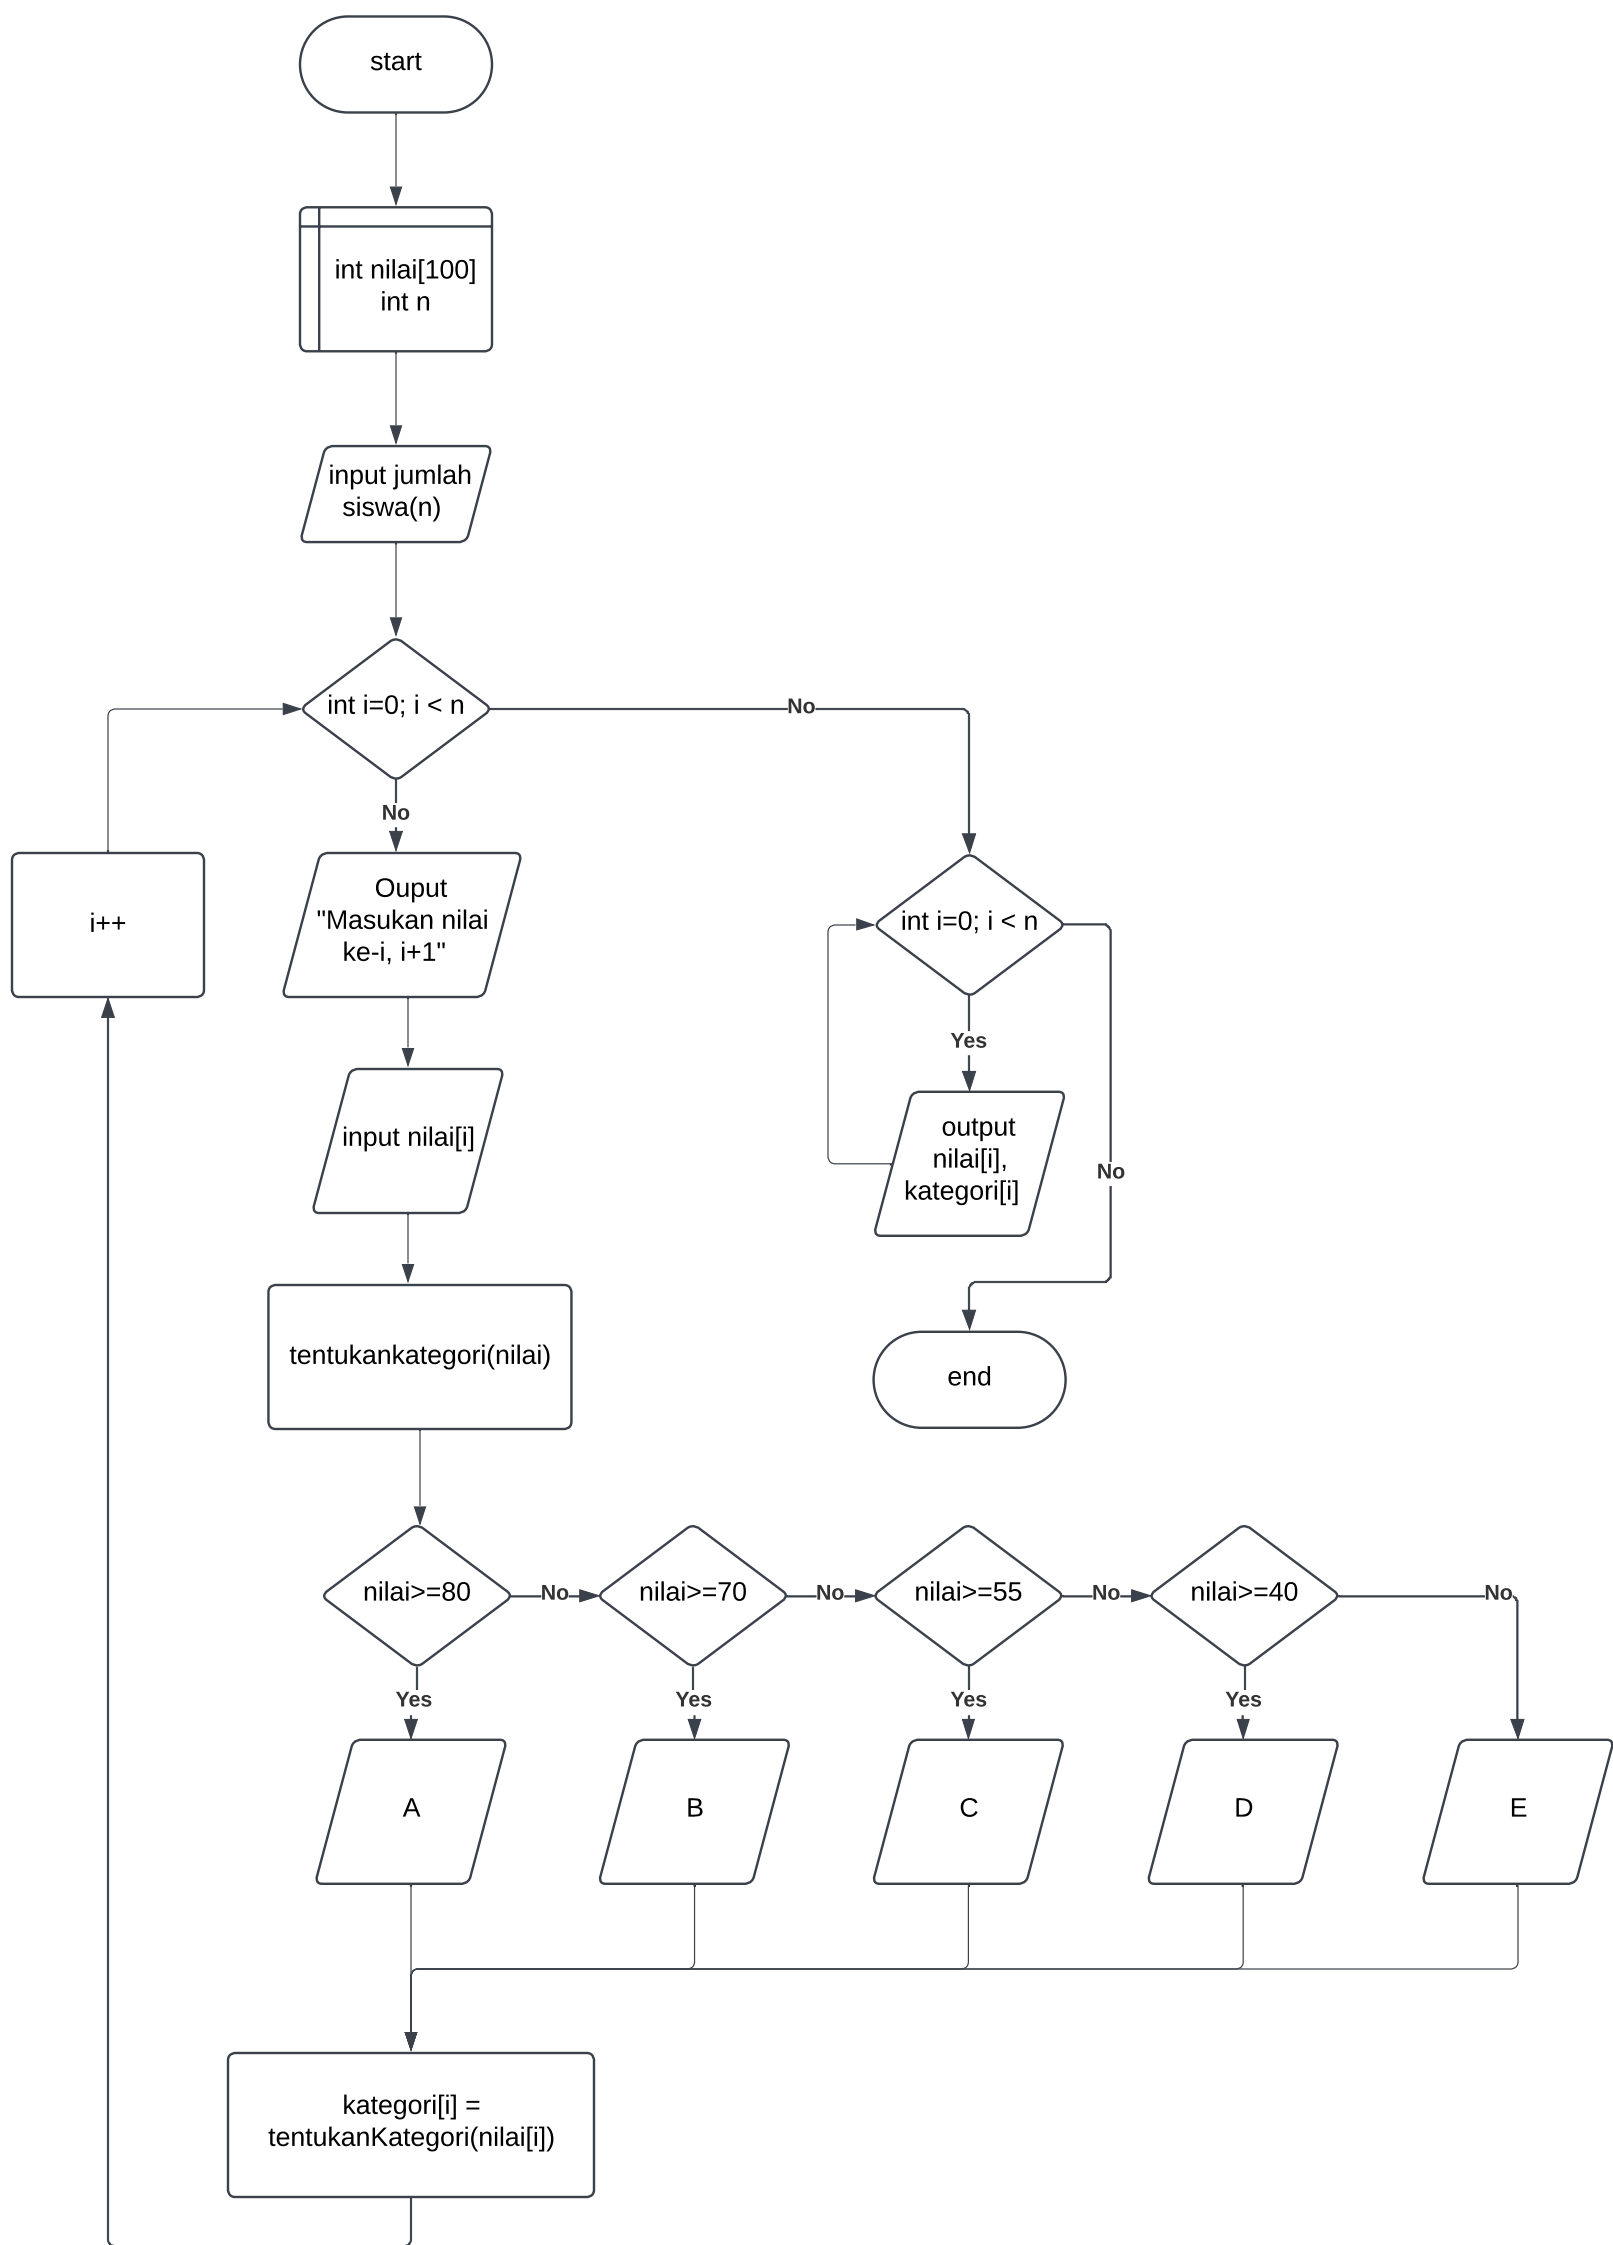 start
int nilai[100]
int n
input jumlah
siswa(n)
int i=0; i < n
No
No
i++
Ouput
"Masukan nilai
ke-i, i+1"
int i=0; i < n
Yes
input nilai[i]
output
nilai[i],
kategori[i]
No
tentukankategori(nilai)
end
nilai>=80
No
nilai>=70
No
nilai>=55
No
nilai>=40
No
Yes
Yes
Yes
Yes
A
B
C
D
E
kategori[i] =
tentukanKategori(nilai[i])